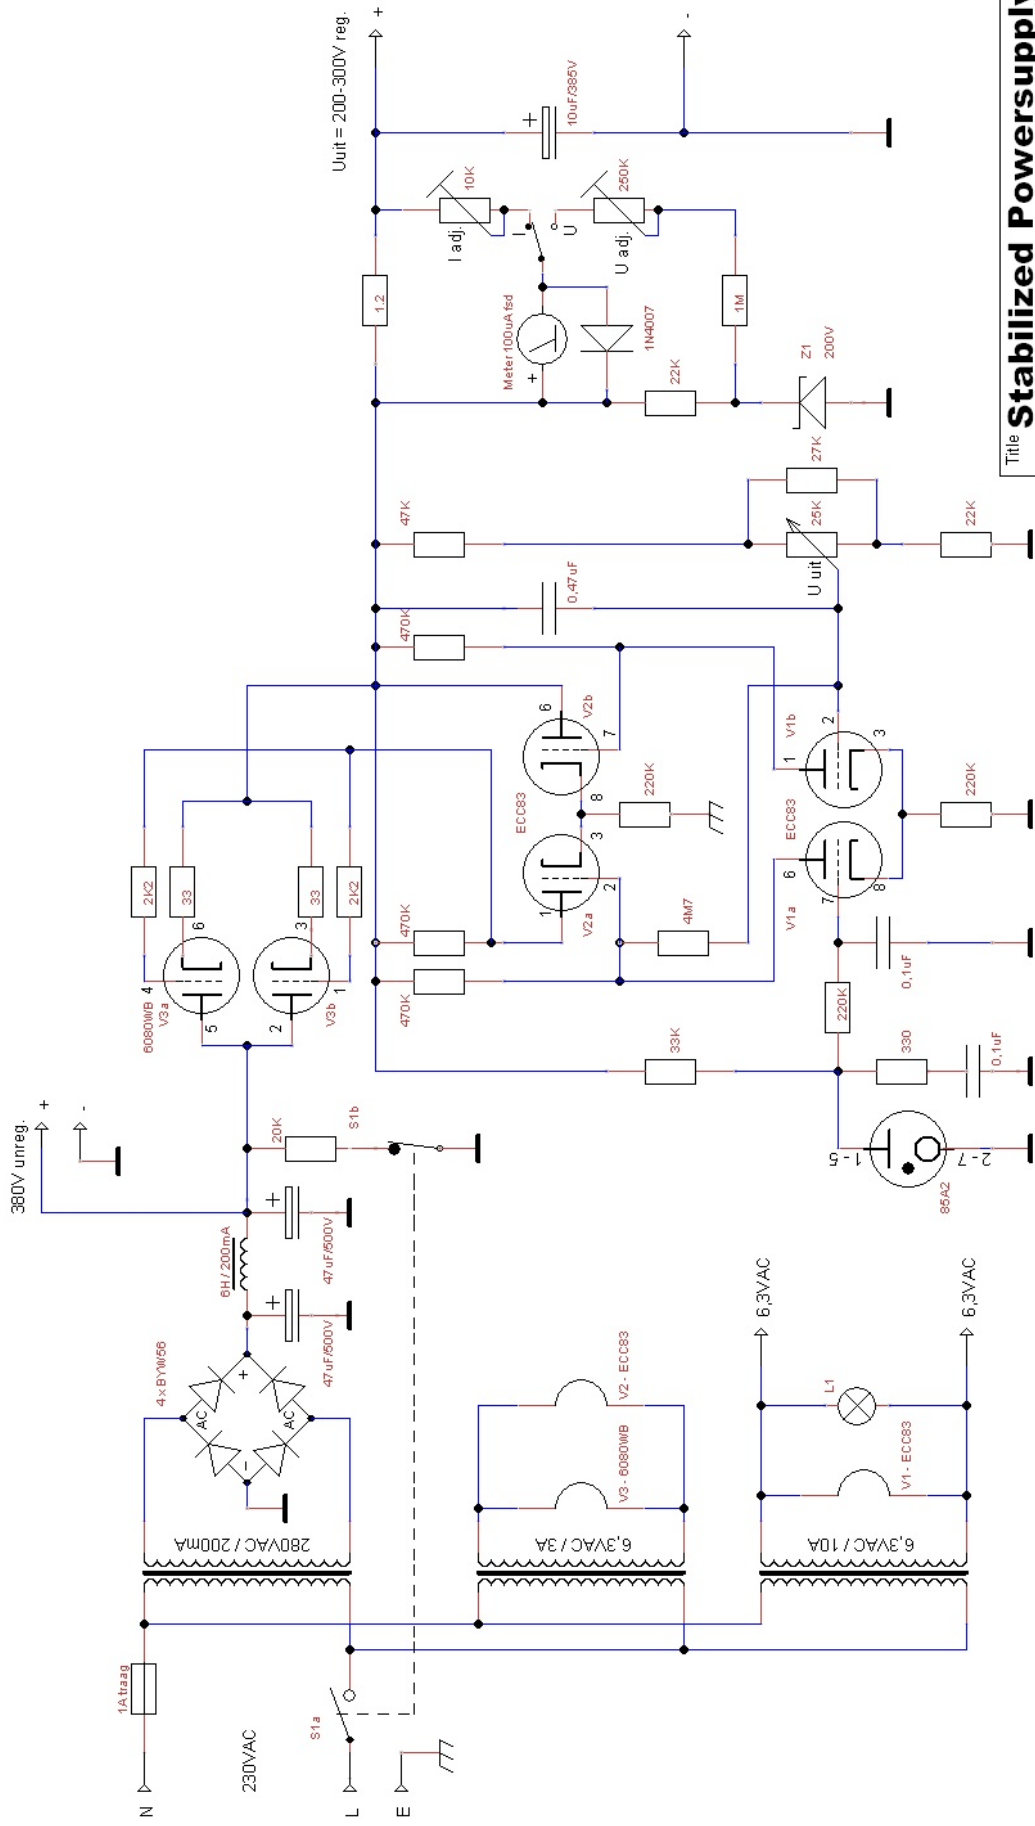 N
1A traag
230VAC
L
S1a
E
280VAC / 200mA
6,3VAC / 3A
6,3VAC / 10A
4 x BYW56
AC
AC
+
-
47uF/500V
+
6H / 200mA
47uF/500V
+
380V unreg.
+
-
20K
S1b
V3 - 6080WB
V2 - ECC83
V1 - ECC83
L1
6,3VAC
6,3VAC
6080WB
V3a
4
5
6
V3b
2
1
3
2K2
33
33
2K2
85A2
1 - 5
2 - 7
33K
330
0,1uF
220K
0,1uF
470K
470K
4M7
ECC83
V2a
1
2
3
V2b
6
7
8
220K
470K
0,47uF
ECC83
V1a
6
7
8
V1b
1
2
3
220K
47K
U uit
25K
27K
22K
1.2
Meter 100uA fsd
+
1N4007
22K
1M
Z1
200V
I adj.
10K
I
U
U adj.
250K
10uF/385V
+
Uuit = 200-300V reg.
+
-
Title
Stabilized Powersupply